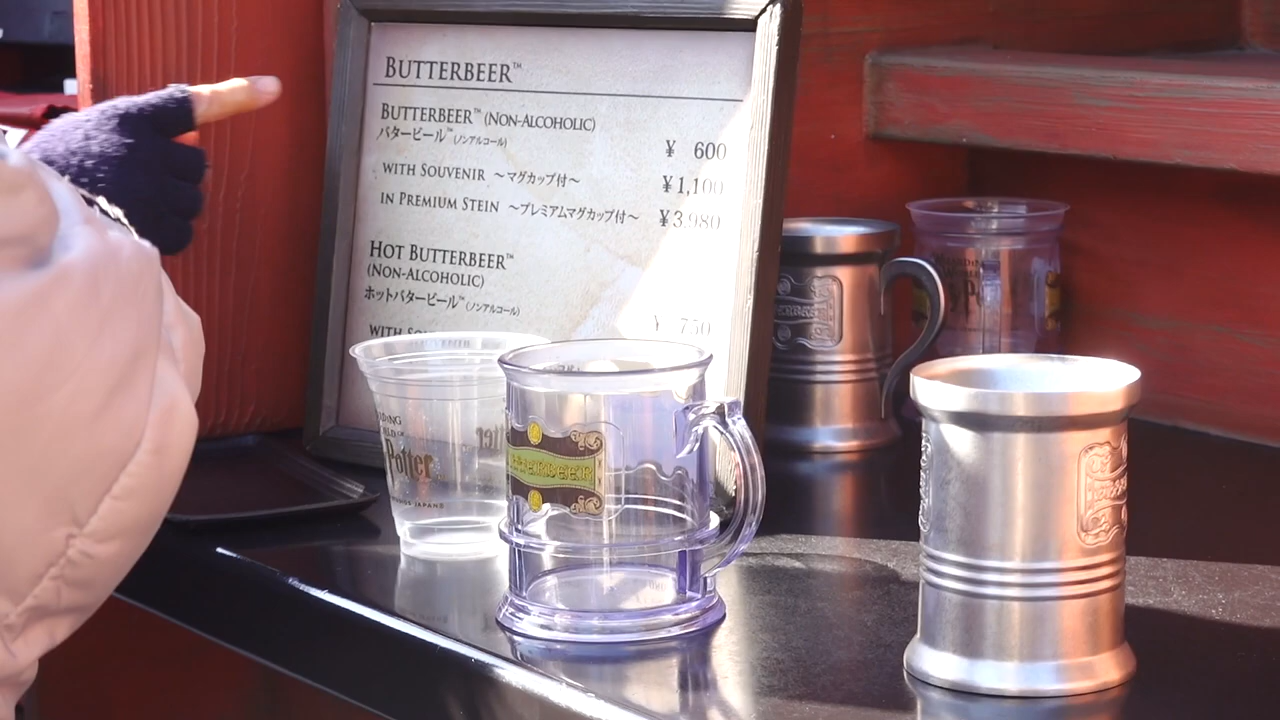 BUTTERBEER™
BUTTERBEER™ (NON-ALCOHOLIC)
バタービール™(ノンアルコール)
¥ 600
WITH SOUVENIR ～マグカップ付～ ¥1,100
IN PREMIUM STEIN ～プレミアムマグカップ付～ ¥3,980
HOT BUTTERBEER™
(NON-ALCOHOLIC)
ホットバタービール™(ノンアルコール)
¥ 750
WITH
Potter
JAPAN
BUTTERBEER